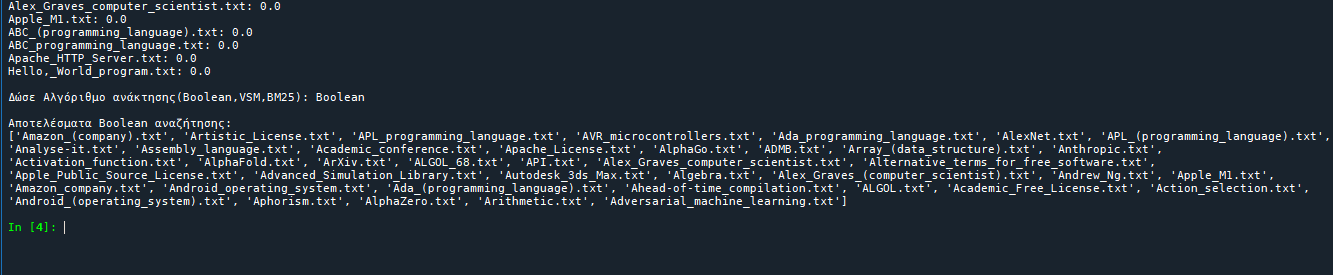 Alex_Graves_computer_scientist.txt: 0.0
Apple_M1.txt: 0.0
ABC_(programming_language).txt: 0.0
ABC_programming_language.txt: 0.0
Apache_HTTP_Server.txt: 0.0
Hello,_World_program.txt: 0.0
Δώσε Αλγόριθμο ανάκτησης(Boolean,VSM,BM25): Boolean
Αποτελέσματα Boolean αναζήτησης:
['Amazon_(company).txt', 'Artistic_License.txt', 'APL_programming_language.txt', 'AVR_microcontrollers.txt', 'Ada_programming_language.txt', 'AlexNet.txt', 'APL_(programming_language).txt',
'Analyse-it.txt', 'Assembly_language.txt', 'Academic_conference.txt', 'Apache_License.txt', 'AlphaGo.txt', 'ADMB.txt', 'Array_(data_structure).txt', 'Anthropic.txt',
'Activation_function.txt', 'AlphaFold.txt', 'ArXiv.txt', 'ALGOL_68.txt', 'API.txt', 'Alex_Graves_computer_scientist.txt', 'Alternative_terms_for_free_software.txt',
'Apple_Public_Source_License.txt', 'Advanced_Simulation_Library.txt', 'Autodesk_3ds_Max.txt', 'Algebra.txt', 'Alex_Graves_(computer_scientist).txt', 'Andrew_Ng.txt', 'Apple_M1.txt',
'Amazon_company.txt', 'Android_operating_system.txt', 'Ada_(programming_language).txt', 'Ahead-of-time_compilation.txt', 'ALGOL.txt', 'Academic_Free_License.txt', 'Action_selection.txt',
'Android_(operating_system).txt', 'Aphorism.txt', 'AlphaZero.txt', 'Arithmetic.txt', 'Adversarial_machine_learning.txt']
In [4]: